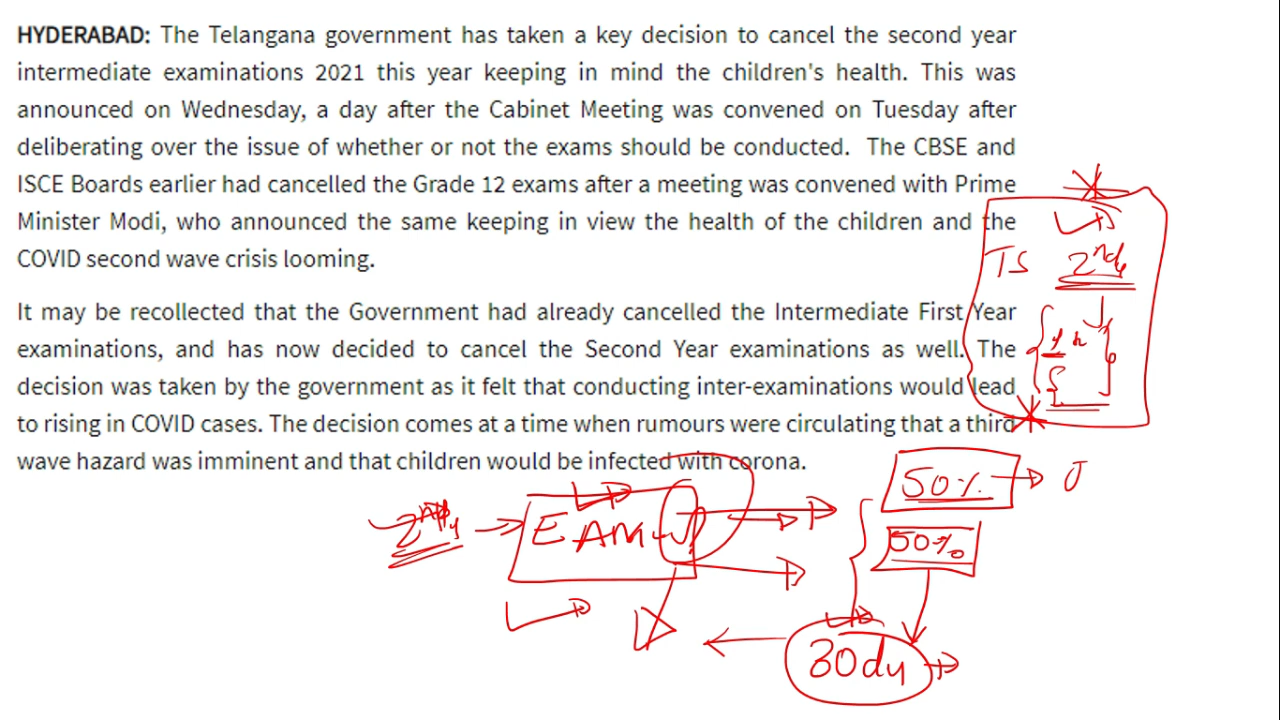 HYDERABAD: The Telangana government has taken a key decision to cancel the second year
intermediate examinations 2021 this year keeping in mind the children's health. This was
announced on Wednesday, a day after the Cabinet Meeting was convened on Tuesday after
deliberating over the issue of whether or not the exams should be conducted. The CBSE and
ISCE Boards earlier had cancelled the Grade 12 exams after a meeting was convened with Prime
Minister Modi, who announced the same keeping in view the health of the children and the
COVID second wave crisis looming.
TS 2nd
It may be recollected that the Government had already cancelled the Intermediate First Year
examinations, and has now decided to cancel the Second Year examinations as well. The
decision was taken by the government as it felt that conducting inter-examinations would lead
to rising in COVID cases. The decision comes at a time when rumours were circulating that a third
wave hazard was imminent and that children would be infected with corona.
50%
50%